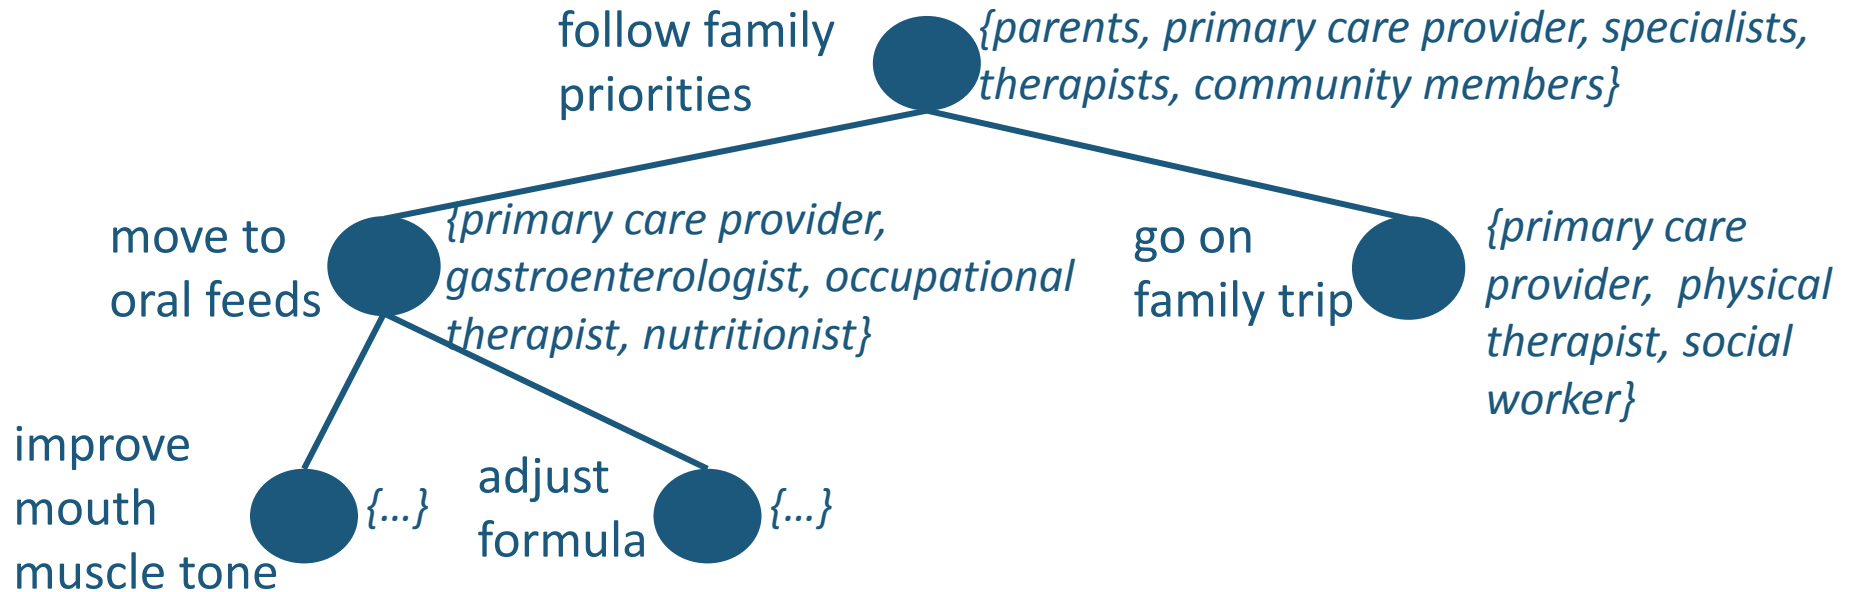 follow family
priorities
{parents, primary care provider, specialists,
therapists, community members}
move to
oral feeds
{primary care provider,
gastroenterologist, occupational
therapist, nutritionist}
go on
family trip
{primary care
provider,  physical
therapist, social
worker}
improve
mouth
muscle tone
{...}
adjust
formula
{...}